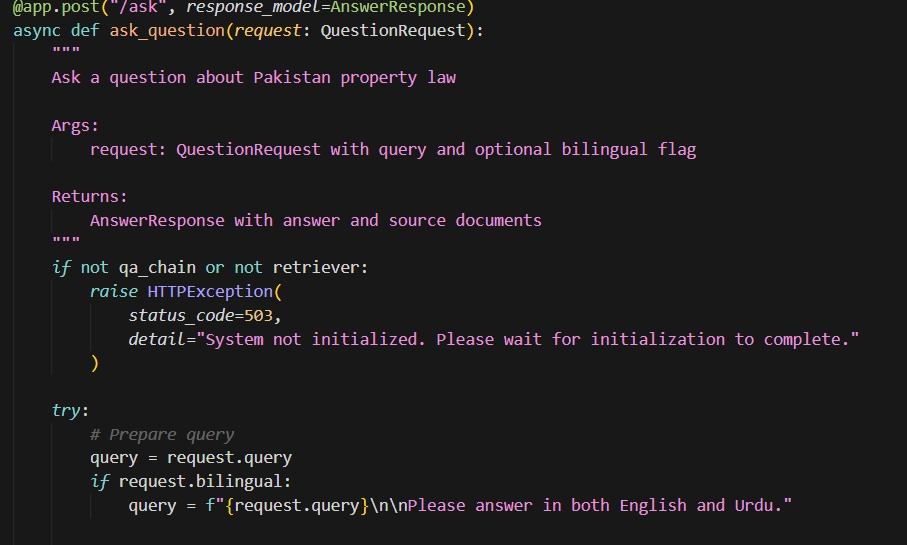 @app.post("/ask", response_model=AnswerResponse)
async def ask_question(request: QuestionRequest):
    """
    Ask a question about Pakistan property law

    Args:
        request: QuestionRequest with query and optional bilingual flag

    Returns:
        AnswerResponse with answer and source documents
    """
    if not qa_chain or not retriever:
        raise HTTPException(
            status_code=503,
            detail="System not initialized. Please wait for initialization to complete."
        )

    try:
        # Prepare query
        query = request.query
        if request.bilingual:
            query = f"{request.query}\n\nPlease answer in both English and Urdu."